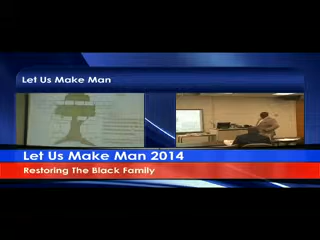 Let Us Make Man
Let Us Make Man 2014
Restoring The Black Family